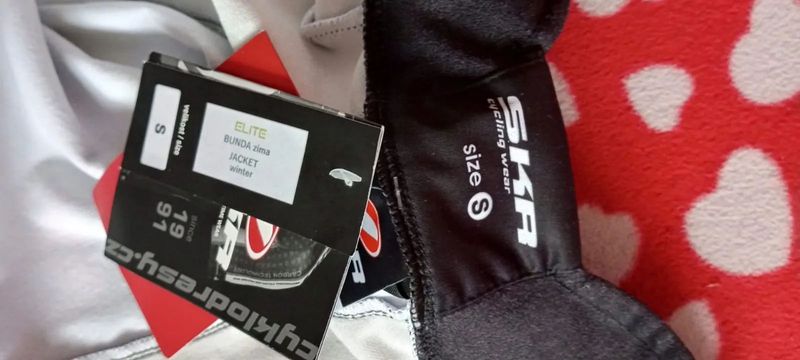 velikost / size
S
ELITE
BUNDA zima
JACKET
winter
SINCE
19
91
cyklodresy.cz
SKR
cycling wear
size S